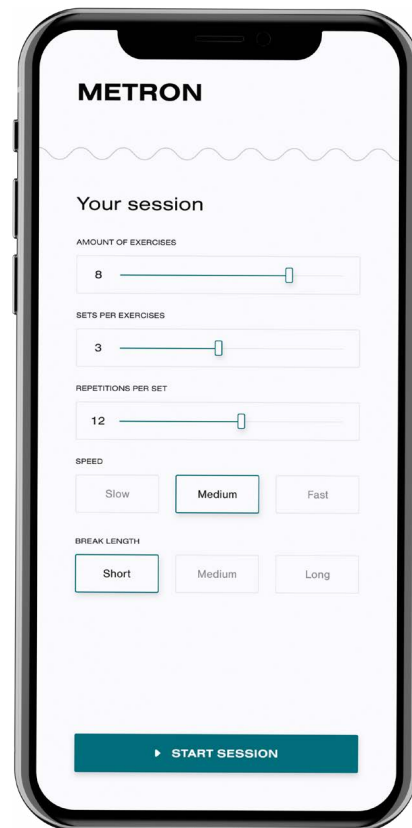 METRON
Your session
AMOUNT OF EXERCISES
8
SETS PER EXERCISES
3
REPETITIONS PER SET
12
SPEED
Slow Medium Fast
BREAK LENGTH
Short Medium Long
START SESSION